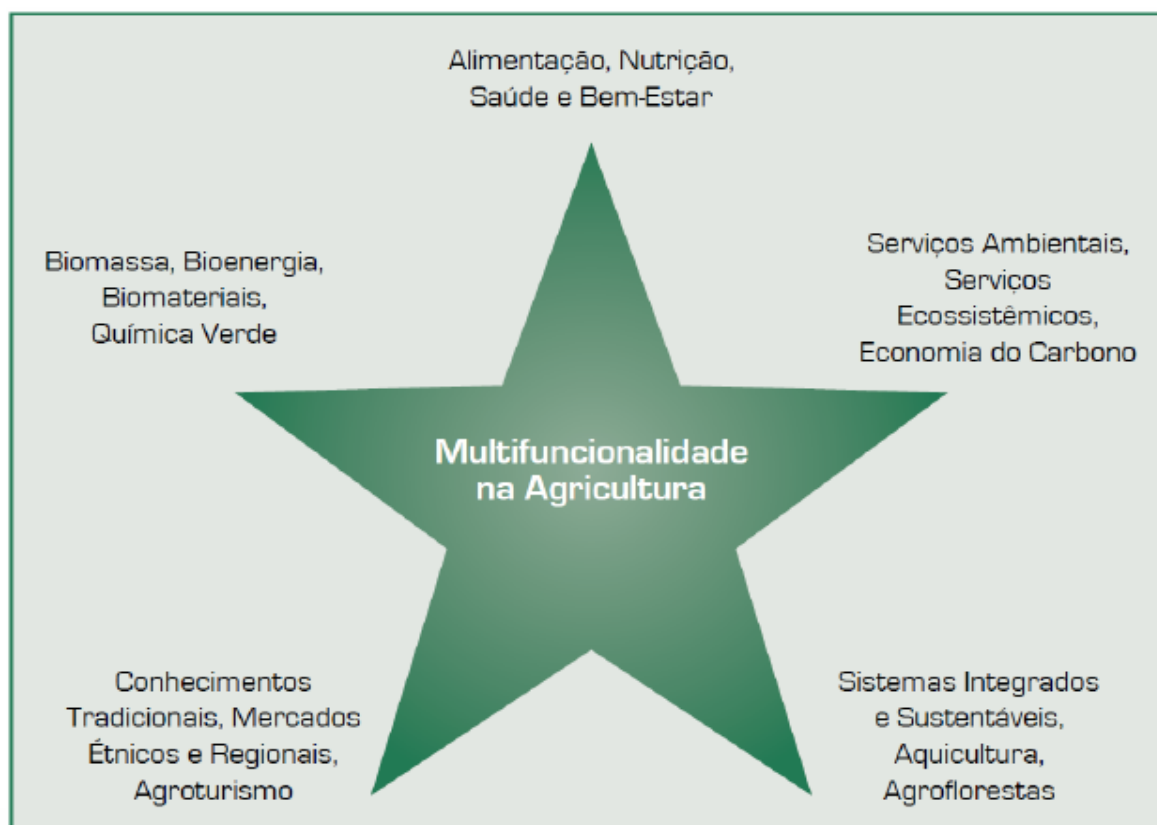 Alimentação, Nutrição,
Saúde e Bem-Estar
Biomassa, Bioenergia,
Biomateriais,
Química Verde
Serviços Ambientais,
Serviços
Ecossistêmicos,
Economia do Carbono
Multifuncionalidade
na Agricultura
Conhecimentos
Tradicionais, Mercados
Étnicos e Regionais,
Agroturismo
Sistemas Integrados
e Sustentáveis,
Aquicultura,
Agroflorestas